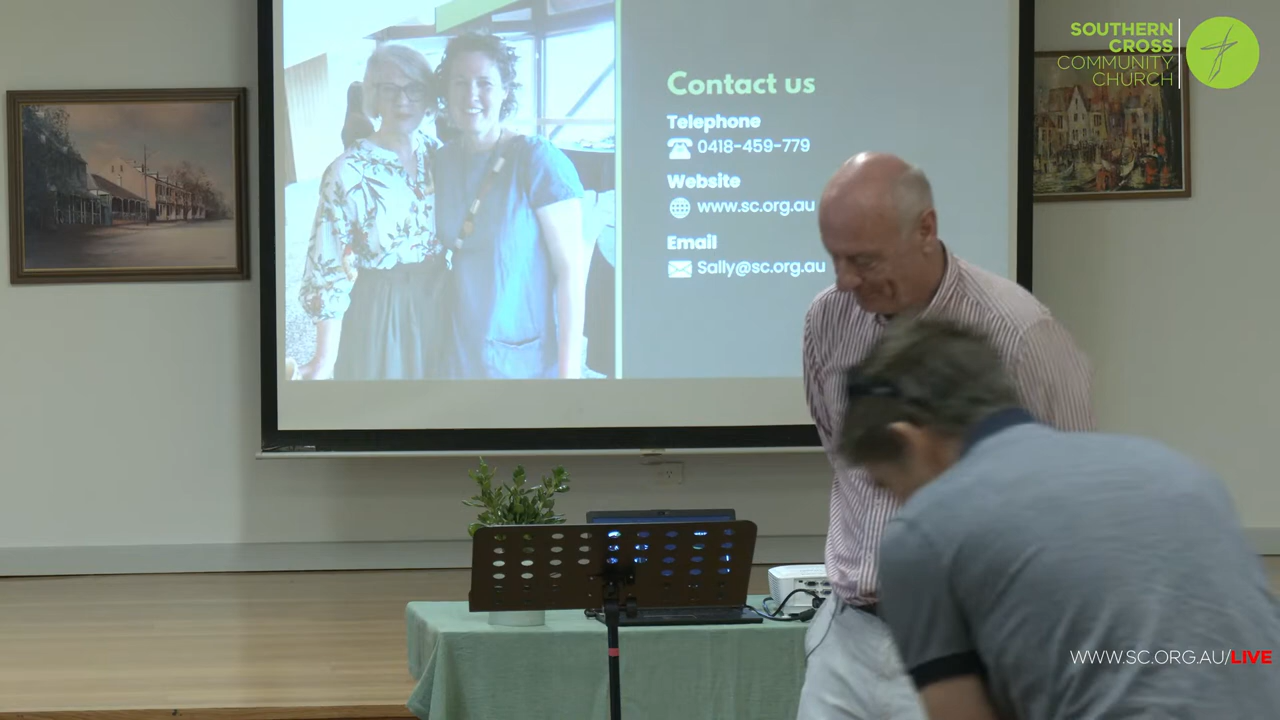 SOUTHERN
CROSS
COMMUNITY
CHURCH
Contact us
Telephone
0418-459-779
Website
www.sc.org.au
Email
Sally@sc.org.au
WWW.SC.ORG.AU/LIVE